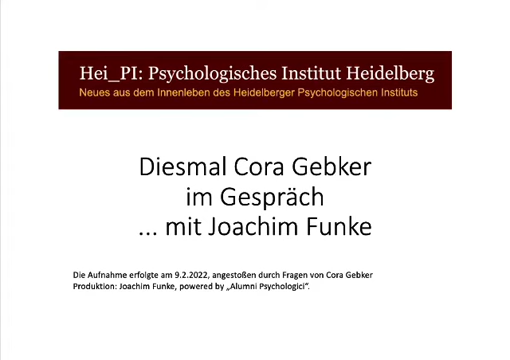 Hei_PI: Psychologisches Institut Heidelberg
Neues aus dem Innenleben des Heidelberger Psychologischen Instituts
Diesmal Cora Gebker
im Gespräch
... mit Joachim Funke
Die Aufnahme erfolgte am 9.2.2022, angestoßen durch Fragen von Cora Gebker
Produktion: Joachim Funke, powered by „Alumni Psychologici“.